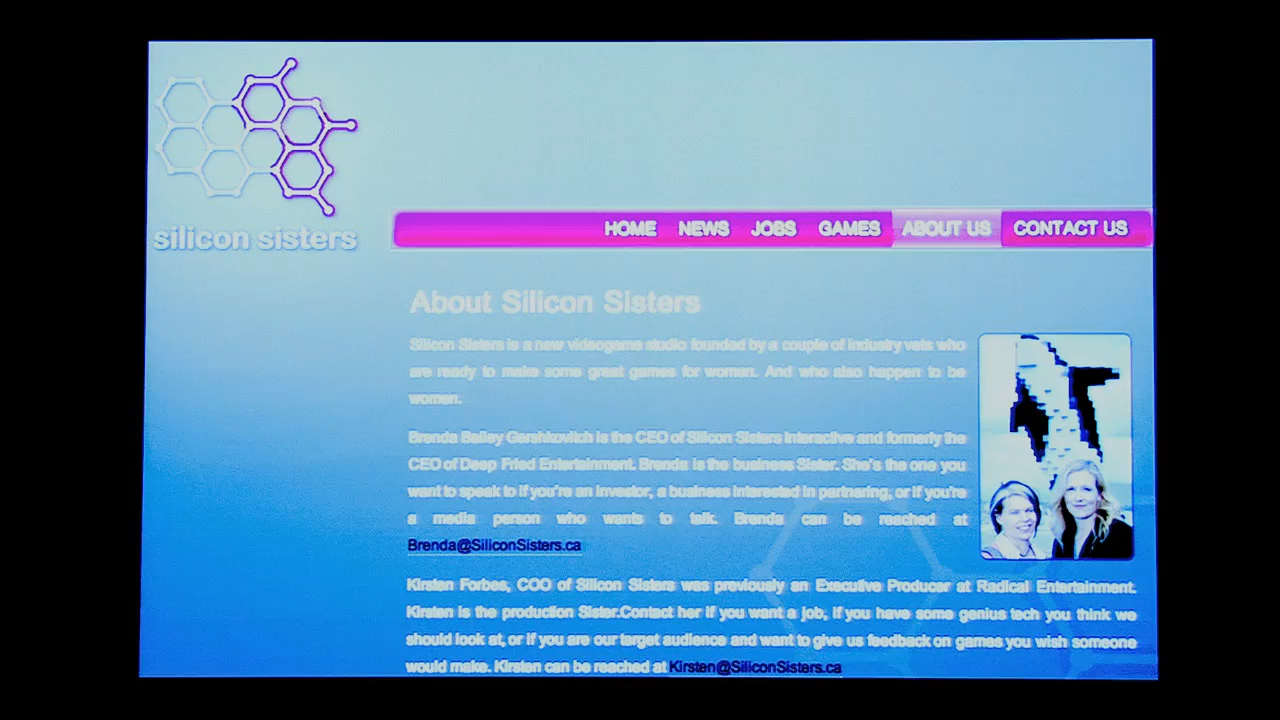 silicon sisters
HOME NEWS JOBS GAMES ABOUT US CONTACT US
About Silicon Sisters
Silicon Sisters is a new videogame studio founded by a couple of industry vets who
are ready to make some great games for women. And who also happen to be
women.
Brenda Bailey Gershkovitch is the CEO of Silicon Sisters Interactive and formerly the
CEO of Deep Fried Entertainment. Brenda is the business Sister. She's the one you
want to speak to if you're an investor, a business interested in partnering, or if you're
a media person who wants to talk. Brenda can be reached at
Brenda@SiliconSisters.ca
Kirsten Forbes, COO of Silicon Sisters was previously an Executive Producer at Radical Entertainment.
Kirsten is the production Sister.Contact her if you want a job, if you have some genius tech you think we
should look at, or if you are our target audience and want to give us feedback on games you wish someone
would make. Kirsten can be reached at Kirsten@SiliconSisters.ca